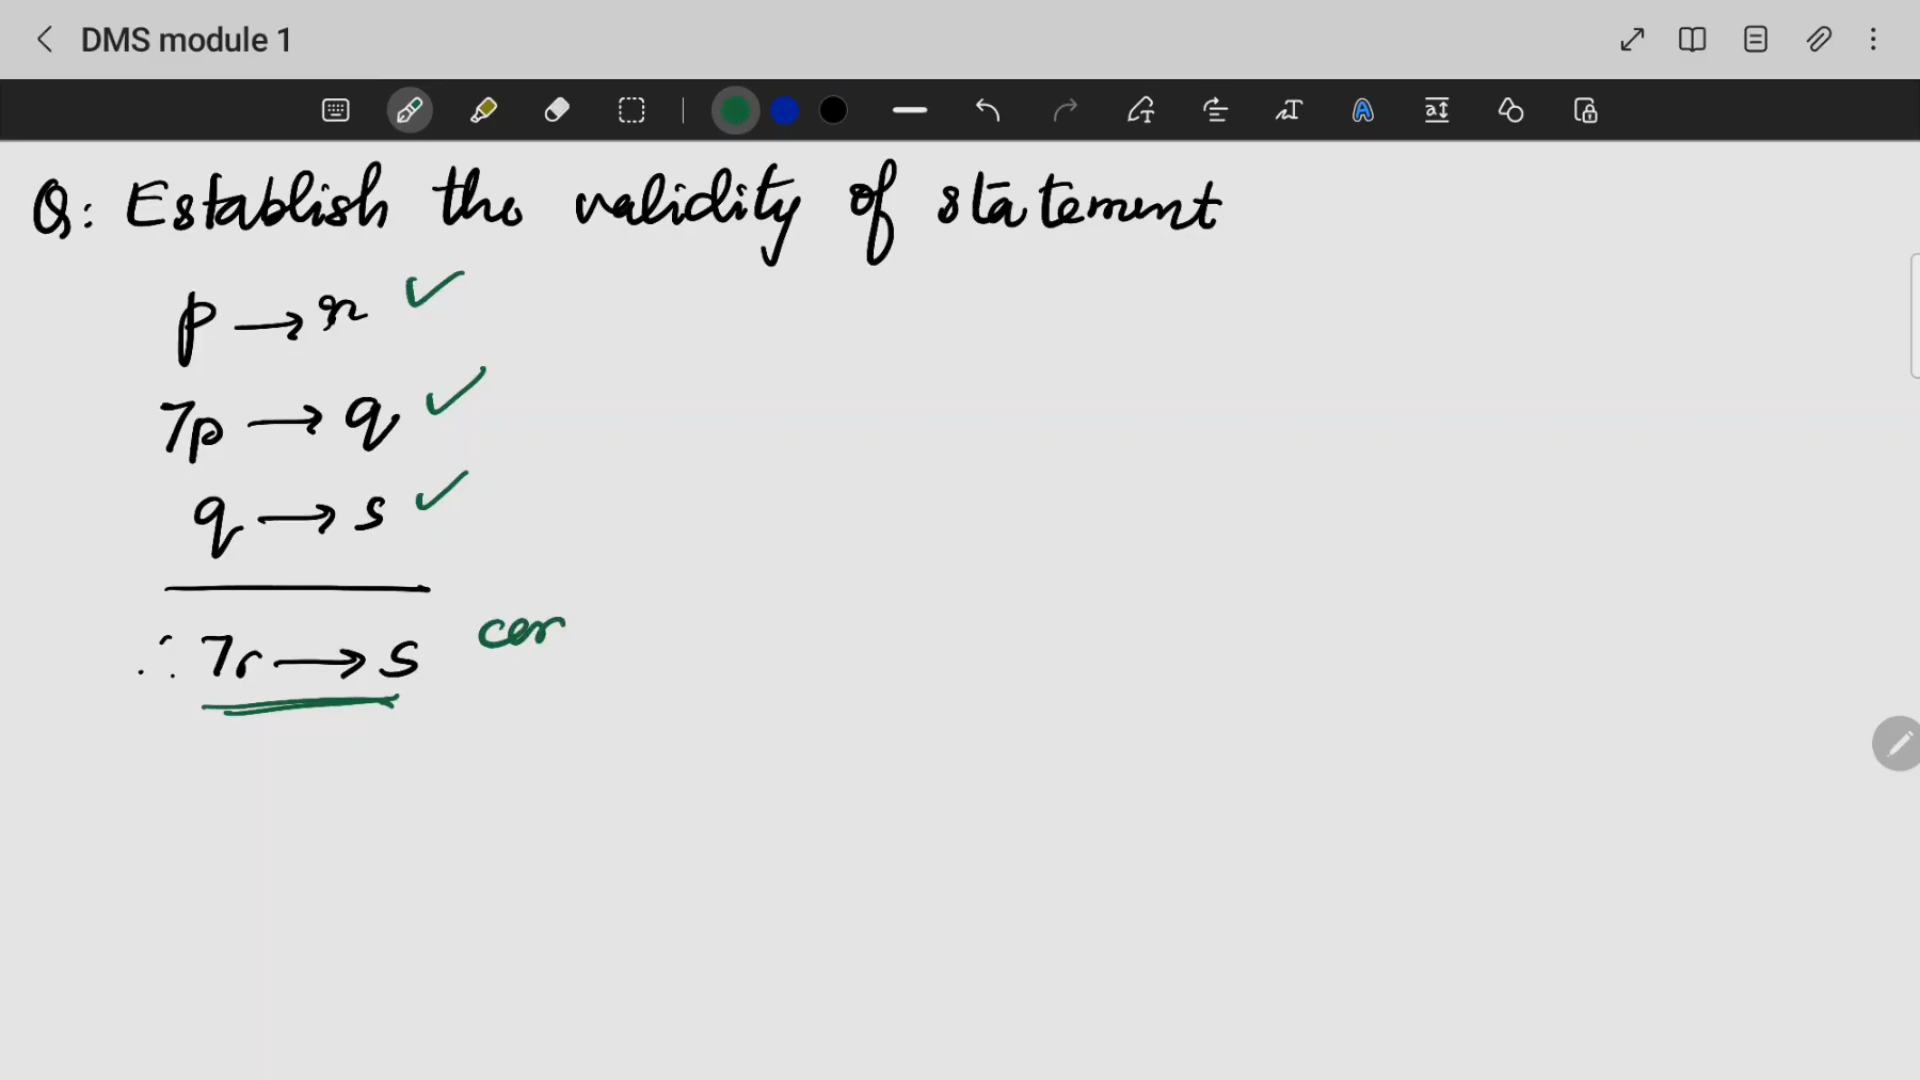 DMS module 1
Q: Establish the validity of statement
p → r
7p → q
q → s
∴ 7r → s
cor